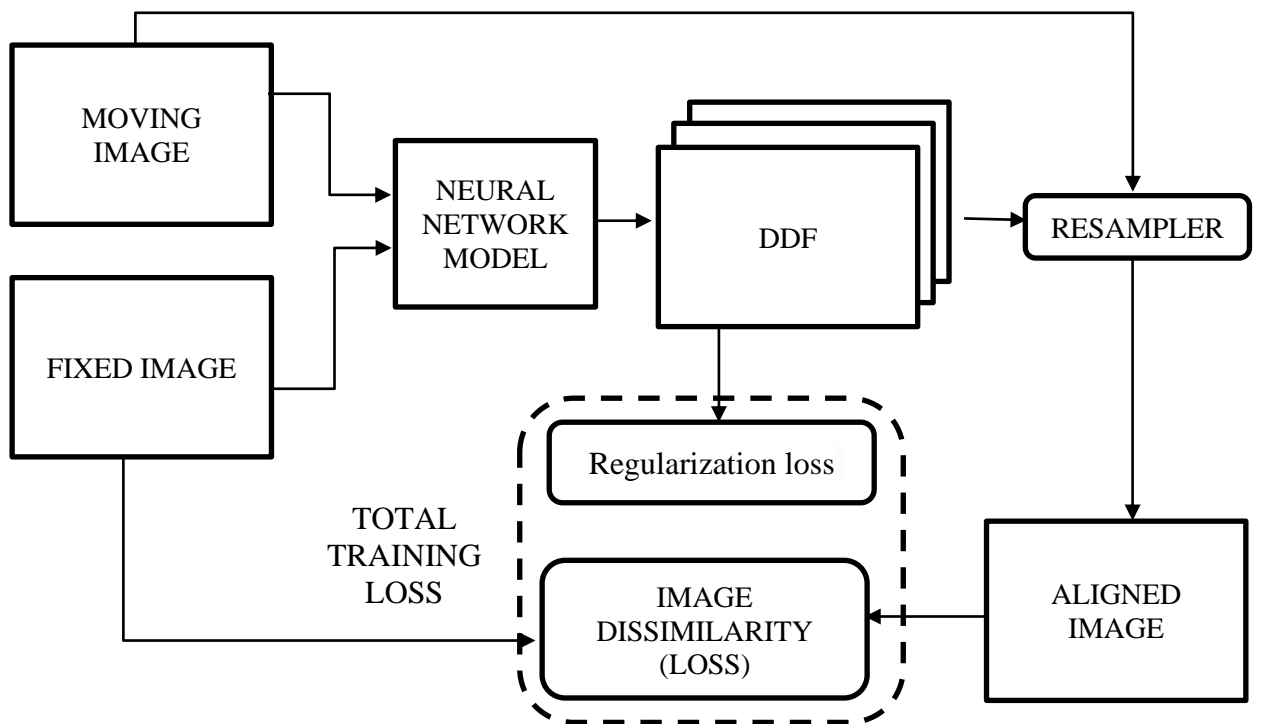 MOVING
IMAGE
NEURAL
NETWORK
MODEL
DDF
RESAMPLER
FIXED IMAGE
Regularization loss
TOTAL
TRAINING
LOSS
IMAGE
DISSIMILARITY
(LOSS)
ALIGNED
IMAGE